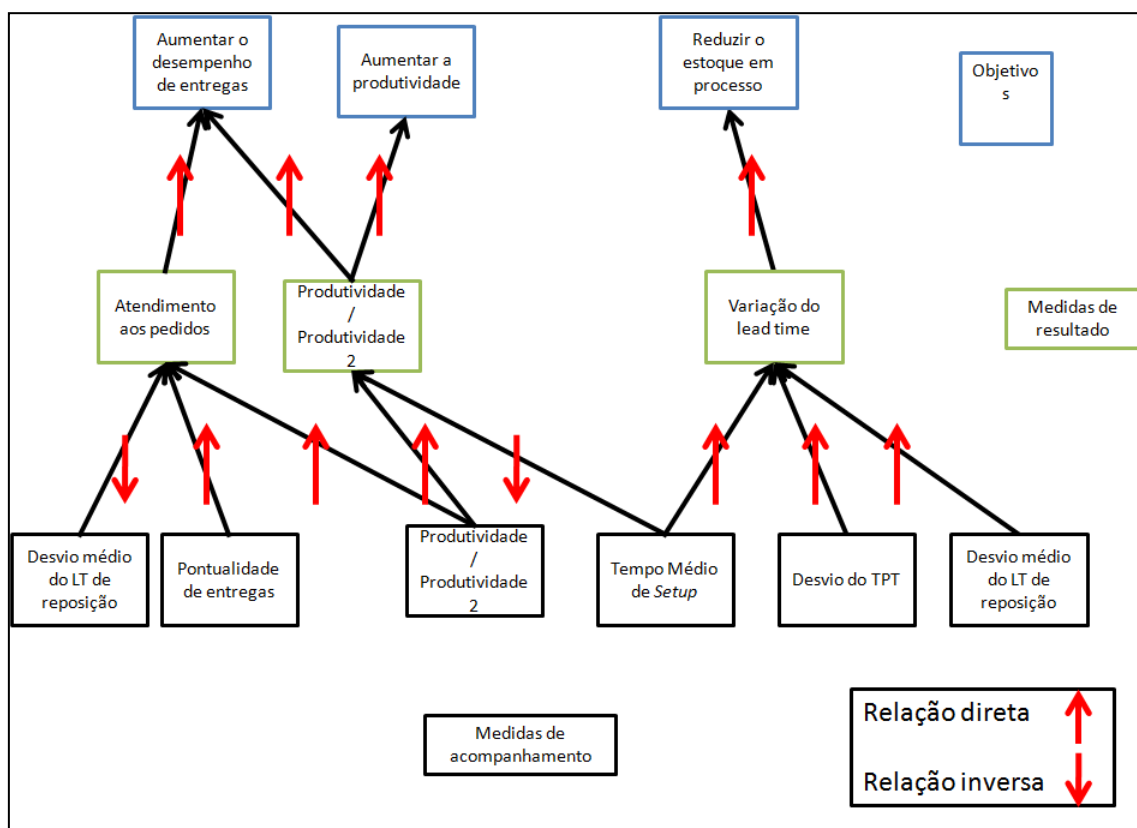 Aumentar o
desempenho
de entregas
Aumentar a
produtividade
Reduzir o
estoque em
processo
Objetivo
s
Atendimento
aos pedidos
Produtividade
/
Produtividade
2
Variação do
lead time
Medidas de
resultado
Desvio médio
do LT de
reposição
Pontualidade
de entregas
Produtividade
/
Produtividade
2
Tempo Médio
de Setup
Desvio do TPT
Desvio médio
do LT de
reposição
Medidas de
acompanhamento
Relação direta
Relação inversa